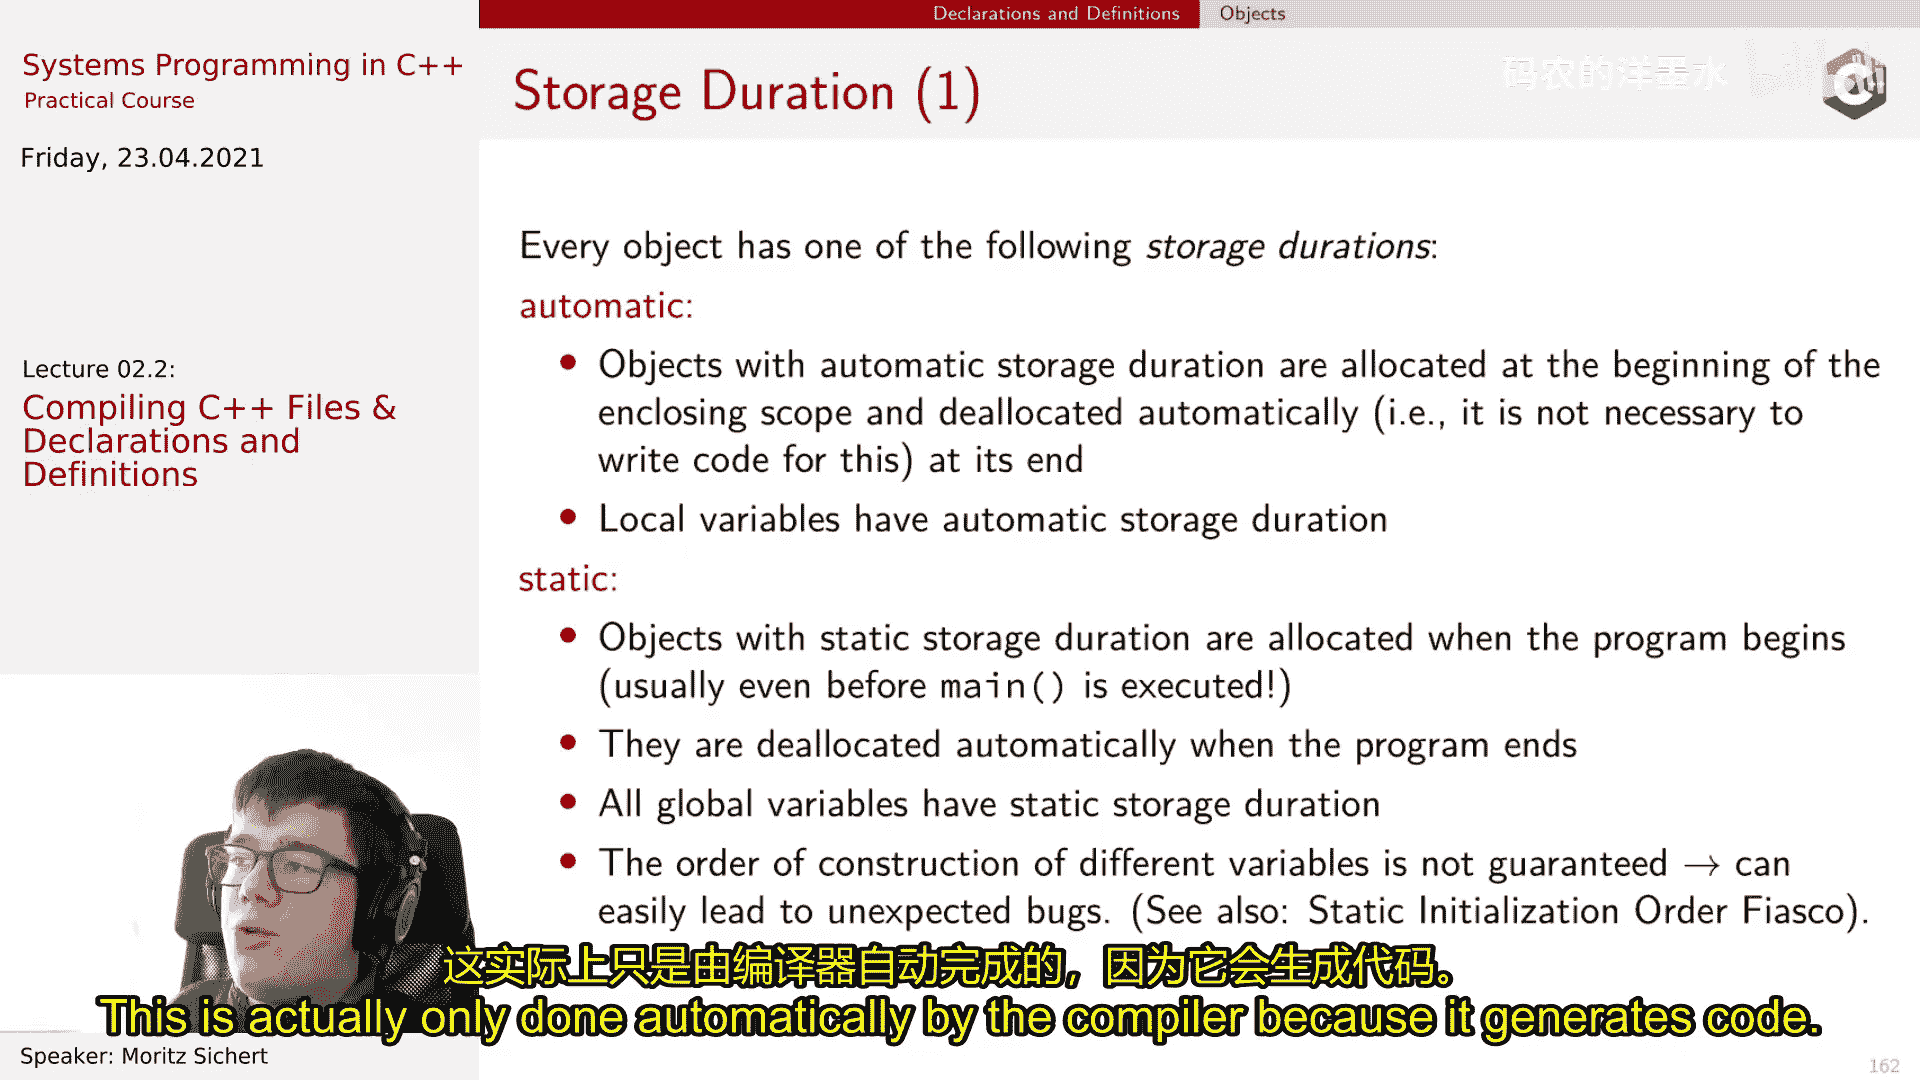 Declarations and Definitions Objects
Systems Programming in C++
Practical Course
Friday, 23.04.2021
Storage Duration (1)
码农的洋墨水
Every object has one of the following storage durations:
automatic:
• Objects with automatic storage duration are allocated at the beginning of the
enclosing scope and deallocated automatically (i.e., it is not necessary to
write code for this) at its end
• Local variables have automatic storage duration
static:
• Objects with static storage duration are allocated when the program begins
(usually even before main() is executed!)
• They are deallocated automatically when the program ends
• All global variables have static storage duration
• The order of construction of different variables is not guaranteed → can
easily lead to unexpected bugs. (See also: Static Initialization Order Fiasco).
Lecture 02.2:
Compiling C++ Files &
Declarations and
Definitions
这实际上只是由编译器自动完成的，因为它会生成代码。
This is actually only done automatically by the compiler because it generates code.
Speaker: Moritz Sichert
162